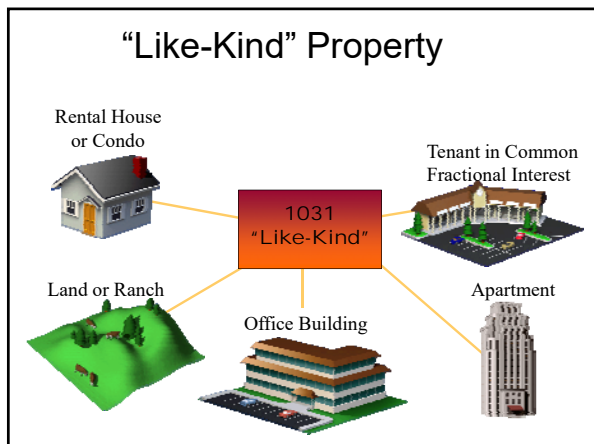 “Like-Kind” Property
Rental House
or Condo
Tenant in Common
Fractional Interest
1031
"Like-Kind"
Land or Ranch
Office Building
Apartment